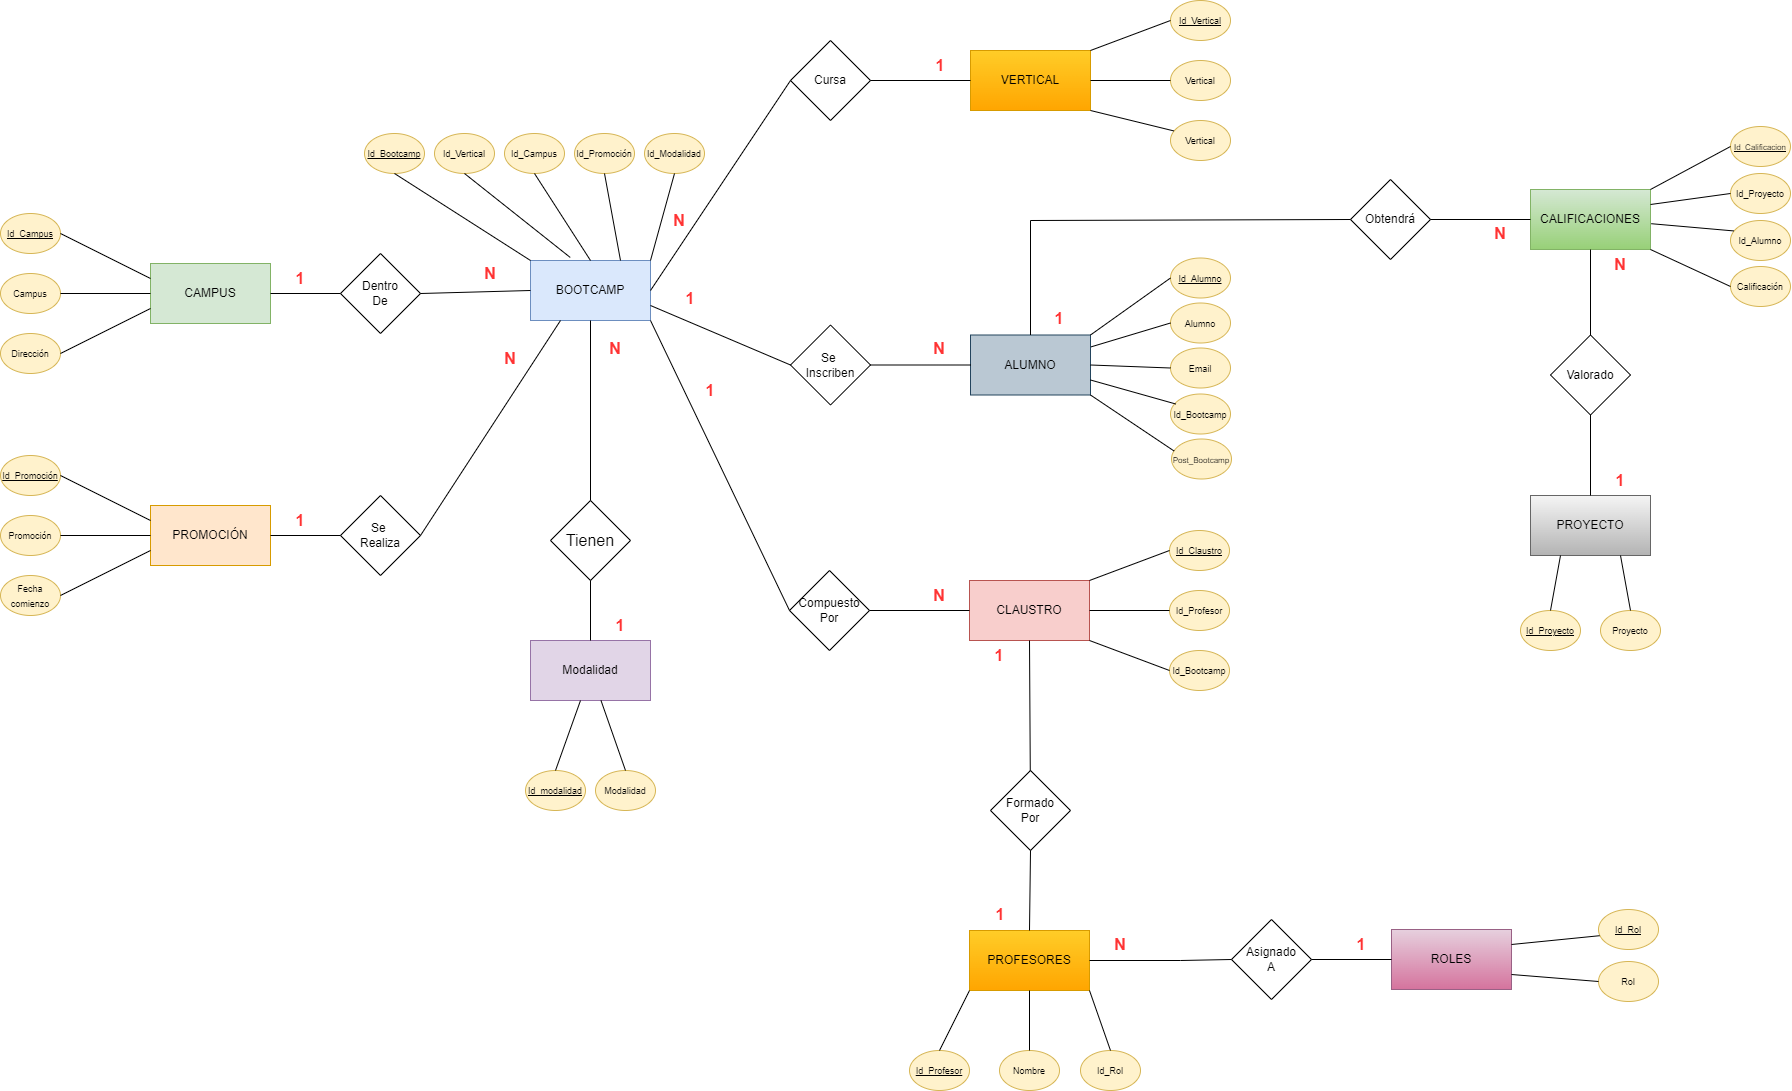 Id_Vertical
Cursa
1
VERTICAL
Vertical
Vertical
Id_Bootcamp
Id_Vertical
Id_Campus
Id_Promoción
Id_Modalidad
Id_Calificacion
Id_Proyecto
Id_Alumno
Calificación
CALIFICACIONES
N
N
Obtendrá
N
Id_Campus
Campus
Dirección
CAMPUS
1
Dentro
De
N
BOOTCAMP
1
Se
Inscriben
N
1
ALUMNO
Id_Alumno
Alumno
Email
Id_Bootcamp
Post_Bootcamp
Valorado
1
PROYECTO
Id_Proyecto
Proyecto
N
N
1
Id_Promoción
Promoción
Fecha
comienzo
PROMOCIÓN
1
Se
Realiza
Tienen
1
Modalidad
Id_modalidad
Modalidad
Compuesto
Por
N
CLAUSTRO
1
Id_Claustro
Id_Profesor
Id_Bootcamp
Formado
Por
1
PROFESORES
N
Asignado
A
1
ROLES
Id_Rol
Rol
Id_Profesor
Nombre
Id_Rol